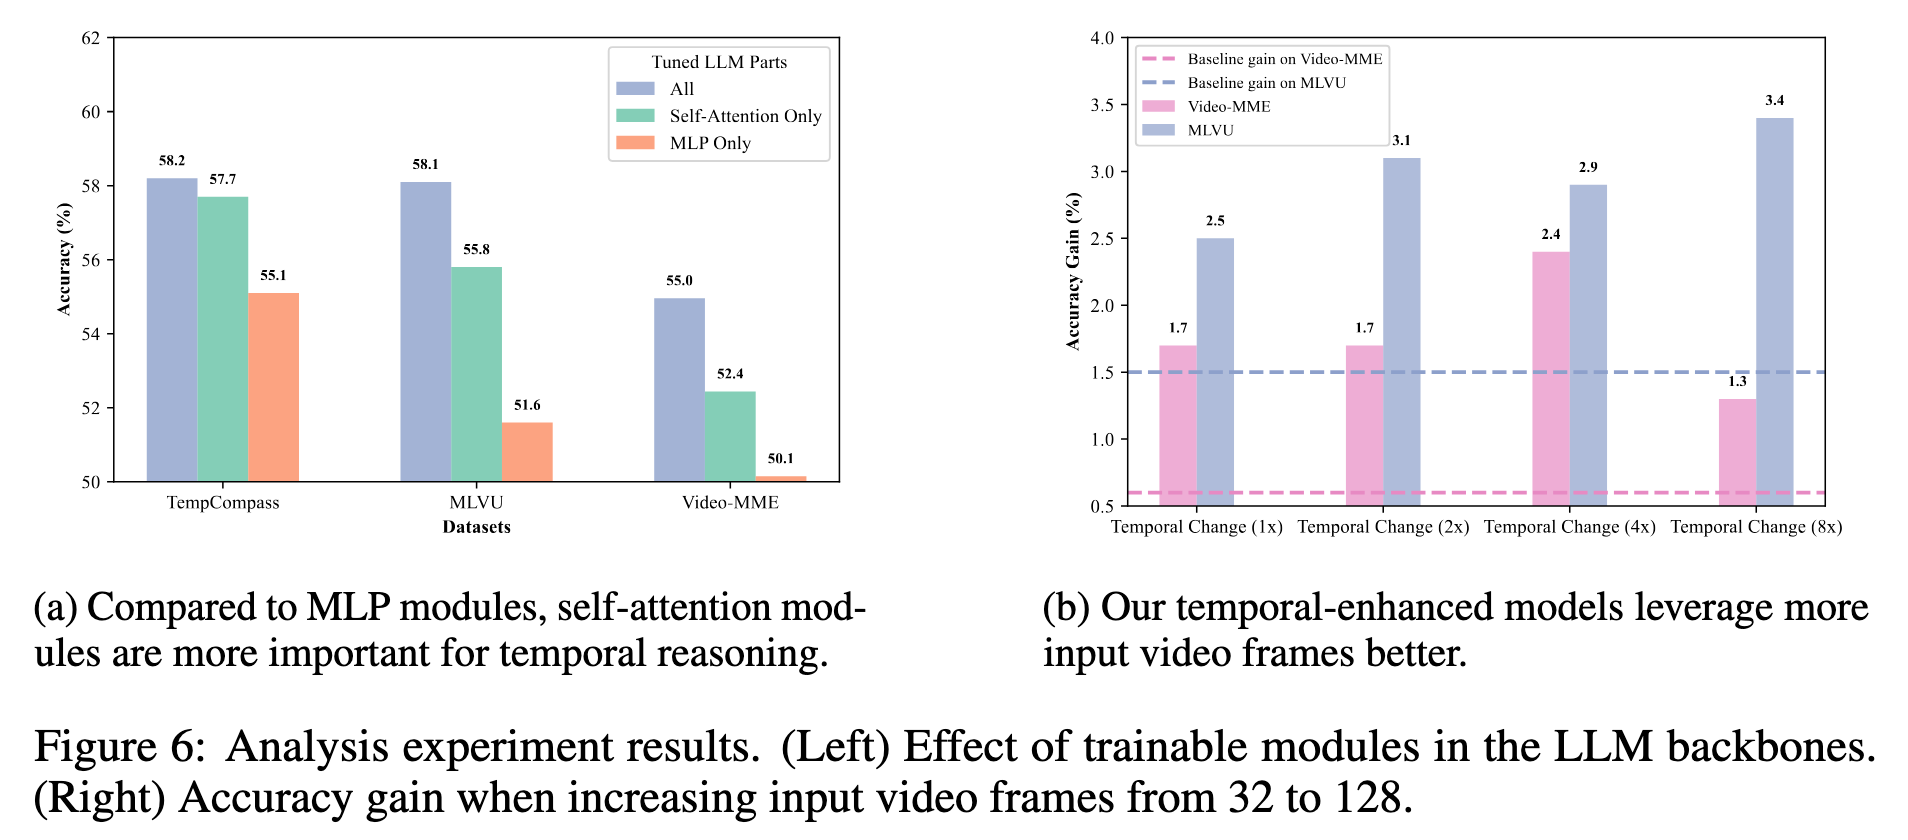 62
60
58
56
54
52
50
Accuracy (%)
Tuned LLM Parts
All
Self-Attention Only
MLP Only
58.2
57.7
55.1
58.1
55.8
51.6
55.0
52.4
50.1
TempCompass
MLVU
Video-MME
Datasets
4.0
3.5
3.0
2.5
2.0
1.5
1.0
0.5
Accuracy Gain (%)
Baseline gain on Video-MME
Baseline gain on MLVU
Video-MME
MLVU
1.7
2.5
1.7
3.1
2.4
2.9
1.3
3.4
Temporal Change (1x)
Temporal Change (2x)
Temporal Change (4x)
Temporal Change (8x)
(a) Compared to MLP modules, self-attention mod-
ules are more important for temporal reasoning.
(b) Our temporal-enhanced models leverage more
input video frames better.
Figure 6: Analysis experiment results. (Left) Effect of trainable modules in the LLM backbones.
(Right) Accuracy gain when increasing input video frames from 32 to 128.